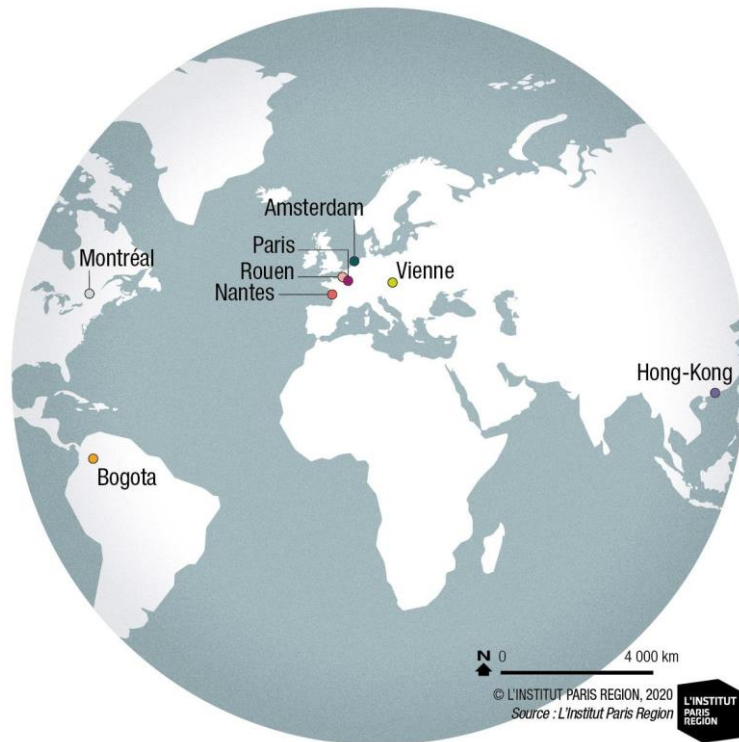 Amsterdam
Paris
Rouen
Montréal
Nantes
Vienne
Hong-Kong
Bogota
N 0 4 000 km
© L'INSTITUT PARIS REGION, 2020
Source : L'Institut Paris Region
L'INSTITUT
PARIS
REGION